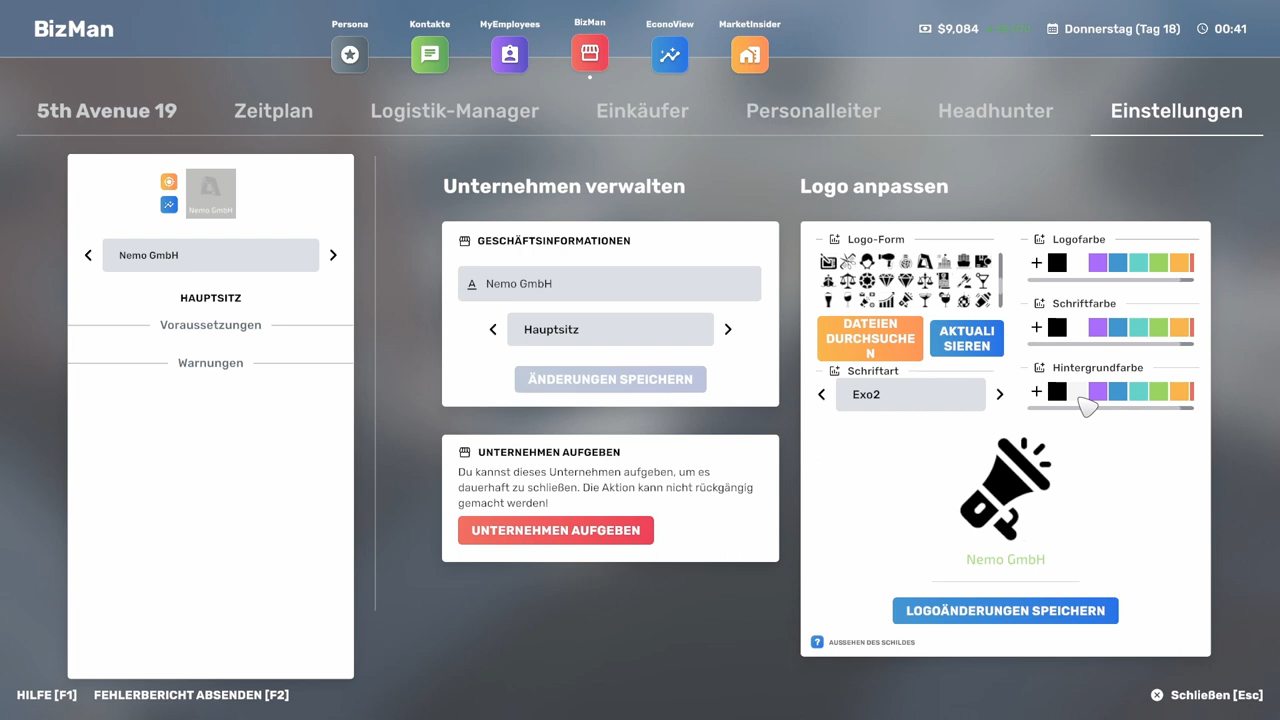 BizMan
Persona
Kontakte
MyEmployees
BizMan
EconoView
MarketInsider
$9,084
Donnerstag (Tag 18)
00:41
5th Avenue 19
Zeitplan
Logistik-Manager
Einkäufer
Personalleiter
Headhunter
Einstellungen
Nemo GmbH
Nemo GmbH
HAUPTSITZ
Voraussetzungen
Warnungen
Unternehmen verwalten
GESCHÄFTSINFORMATIONEN
Nemo GmbH
Hauptsitz
ÄNDERUNGEN SPEICHERN
UNTERNEHMEN AUFGEBEN
Du kannst dieses Unternehmen aufgeben, um es
dauerhaft zu schließen. Die Aktion kann nicht rückgängig
gemacht werden!
UNTERNEHMEN AUFGEBEN
Logo anpassen
Logo-Form
DATEIEN
DURCHSUCHE
N
AKTUALI
SIEREN
Schriftart
Exo2
Logofarbe
Schriftfarbe
Hintergrundfarbe
Nemo GmbH
LOGOÄNDERUNGEN SPEICHERN
? AUSSEHEN DES SCHILDES
HILFE [F1]
FEHLERBERICHT ABSENDEN [F2]
Schließen [Esc]